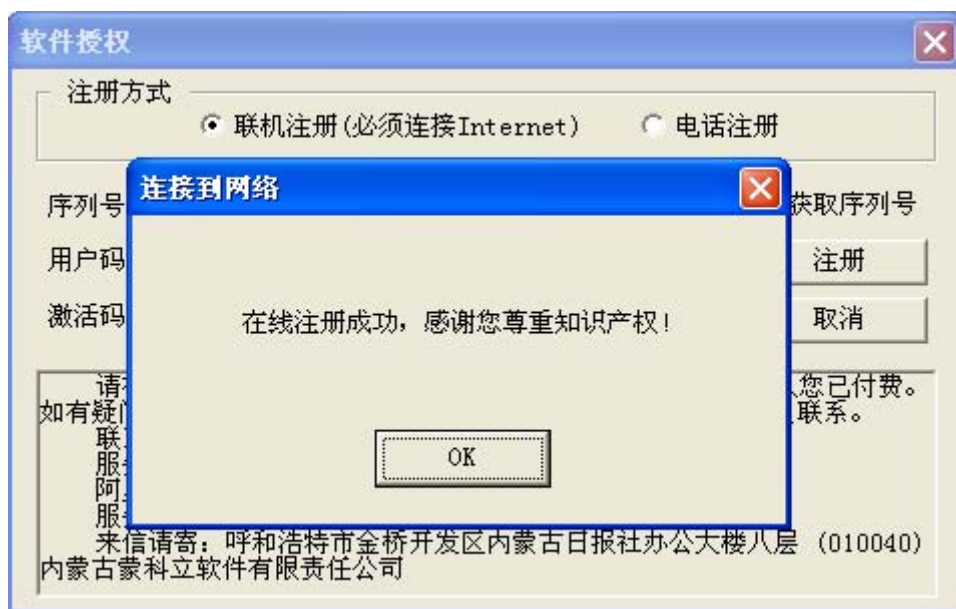 软件授权
注册方式
联机注册(必须连接Internet) 电话注册
连接到网络
序列号 获取序列号
用户码 注册
在线注册成功，感谢您尊重知识产权!
激活码 取消
请 您已付费。
如有疑 联系。
联
服
OK
阿
服
来信请寄：呼和浩特市金桥开发区内蒙古日报社办公大楼八层 (010040)
内蒙古蒙科立软件有限责任公司